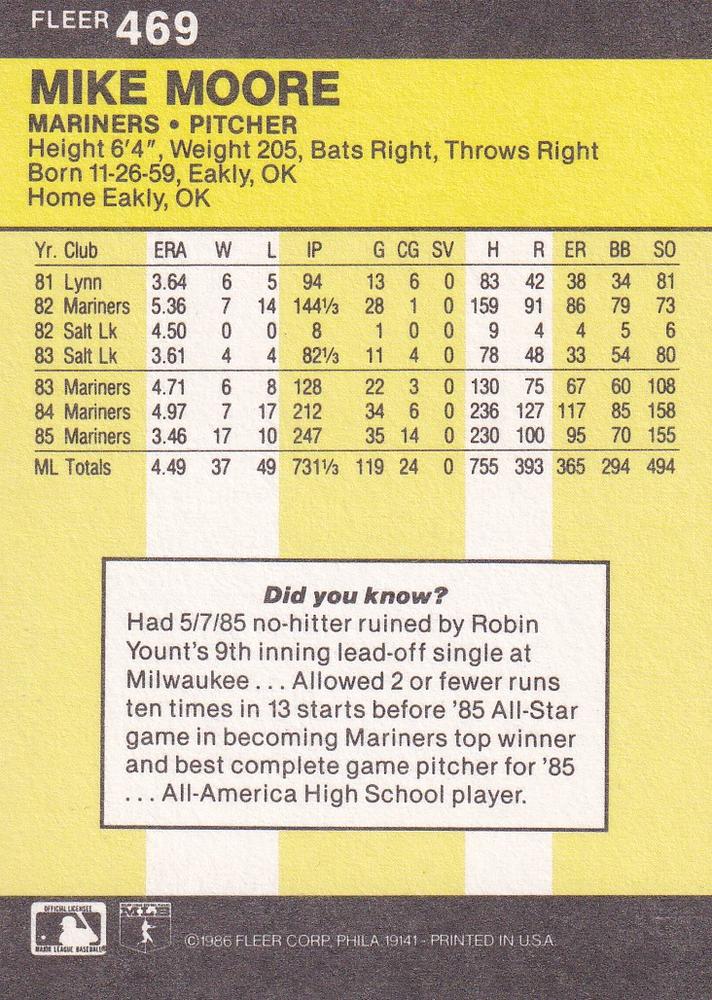 FLEER 469
MIKE MOORE
MARINERS • PITCHER
Height 6'4", Weight 205, Bats Right, Throws Right
Born 11-26-59, Eakly, OK
Home Eakly, OK
Yr. Club ERA W L IP G CG SV H R ER BB SO
81 Lynn 3.64 6 5 94 13 6 0 83 42 38 34 81
82 Mariners 5.36 7 14 144⅓ 28 1 0 159 91 86 79 73
82 Salt Lk 4.50 0 0 8 1 0 0 9 4 4 5 6
83 Salt Lk 3.61 4 4 82⅓ 11 4 0 78 48 33 54 80
83 Mariners 4.71 6 8 128 22 3 0 130 75 67 60 108
84 Mariners 4.97 7 17 212 34 6 0 236 127 117 85 158
85 Mariners 3.46 17 10 247 35 14 0 230 100 95 70 155
ML Totals 4.49 37 49 731⅓ 119 24 0 755 393 365 294 494
Did you know?
Had 5/7/85 no-hitter ruined by Robin
Yount's 9th inning lead-off single at
Milwaukee . . . Allowed 2 or fewer runs
ten times in 13 starts before '85 All-Star
game in becoming Mariners top winner
and best complete game pitcher for '85
. . . All-America High School player.
OFFICIAL LICENSEE
MAJOR LEAGUE BASEBALL
MLB
©1986 FLEER CORP., PHILA. 19141 - PRINTED IN U.S.A.